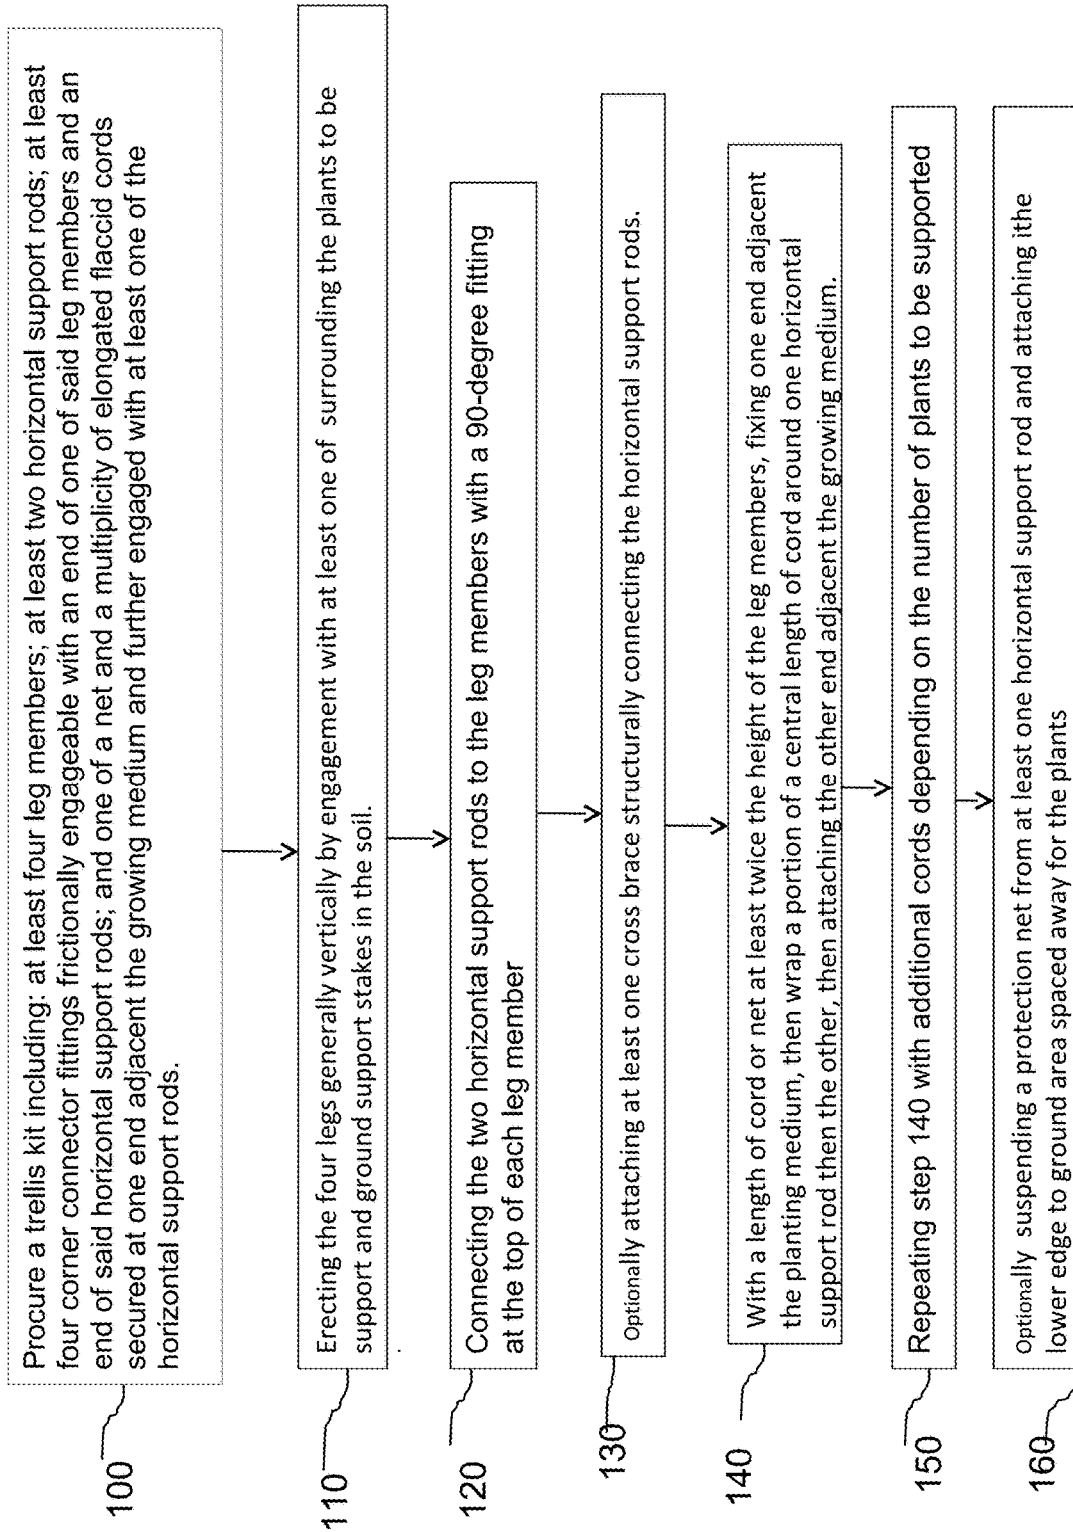 100
Procure a trellis kit including: at least four leg members; at least two horizontal support rods; at least
four corner connector fittings frictionally engageable with an end of one of said leg members and an
end of said horizontal support rods; and one of a net and a multiplicity of elongated flaccid cords
secured at one end adjacent the growing medium and further engaged with at least one of the
horizontal support rods.
110
Erecting the four legs generally vertically by engagement with at least one of surrounding the plants to be
support and ground support stakes in the soil.
120
Connecting the two horizontal support rods to the leg members with a 90-degree fitting
at the top of each leg member
130
Optionally attaching at least one cross brace structurally connecting the horizontal support rods.
140
With a length of cord or net at least twice the height of the leg members, fixing one end adjacent
the planting medium, then wrap a portion of a central length of cord around one horizontal
support rod then the other, then attaching the other end adjacent the growing medium.
150
Repeating step 140 with additional cords depending on the number of plants to be supported
160
Optionally suspending a protection net from at least one horizontal support rod and attaching ithe
lower edge to ground area spaced away for the plants